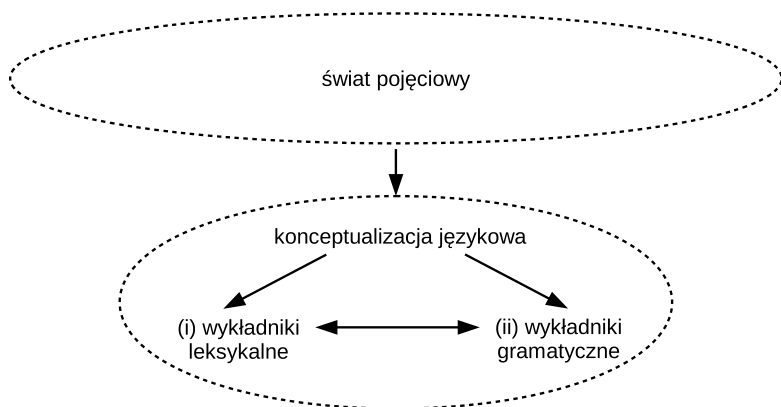 świat pojęciowy
konceptualizacja językowa
(i) wykładniki
leksykalne
(ii) wykładniki
gramatyczne